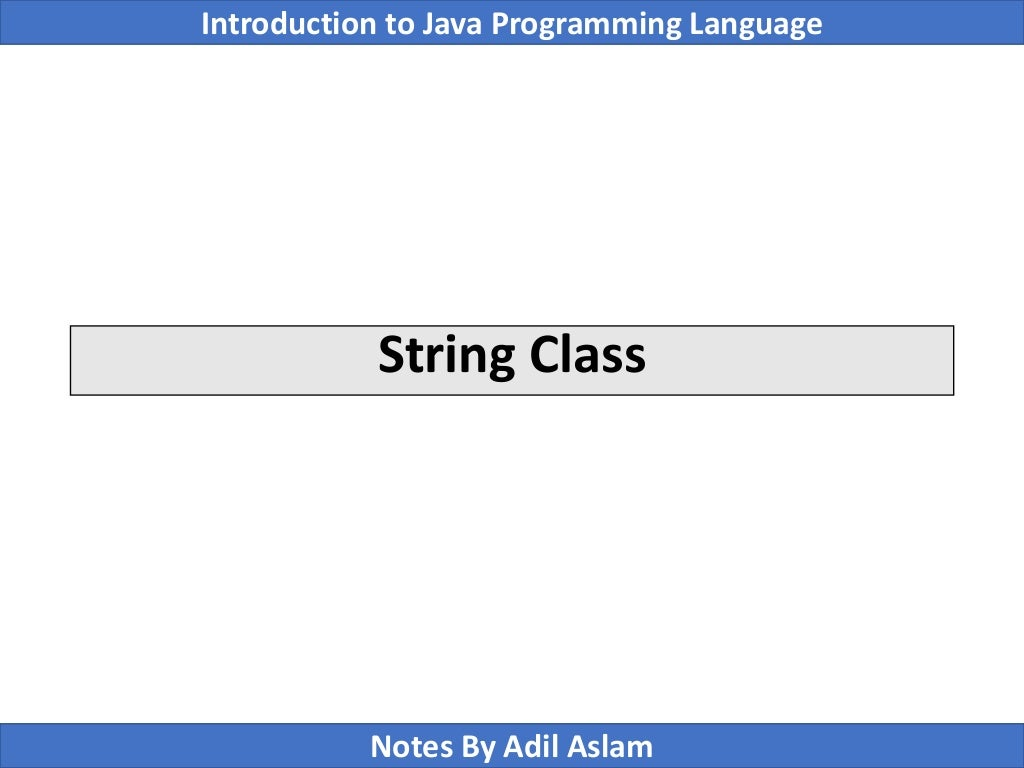 Introduction to Java Programming Language
String Class
Notes By Adil Aslam